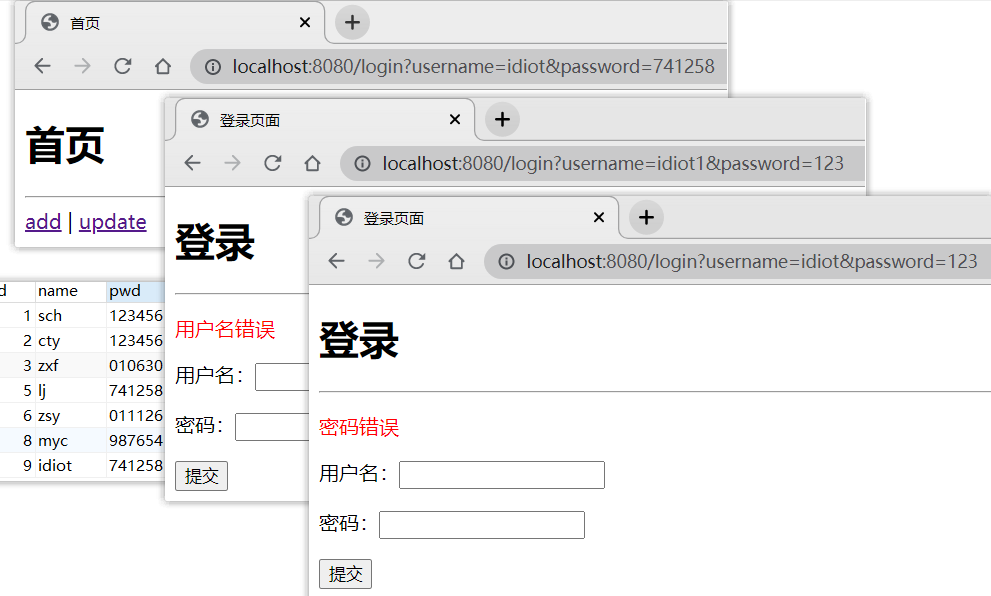 首页
localhost:8080/login?username=idiot&password=741258
首页
add | update
d name pwd
1 sch 123456
2 cty 123456
3 zxf 010630
5 lj 741258
6 zsy 011126
8 myc 987654
9 idiot 741258
登录页面
localhost:8080/login?username=idiot1&password=123
登录
用户名错误
用户名：
密码：
提交
登录页面
localhost:8080/login?username=idiot&password=123
登录
密码错误
用户名：
密码：
提交